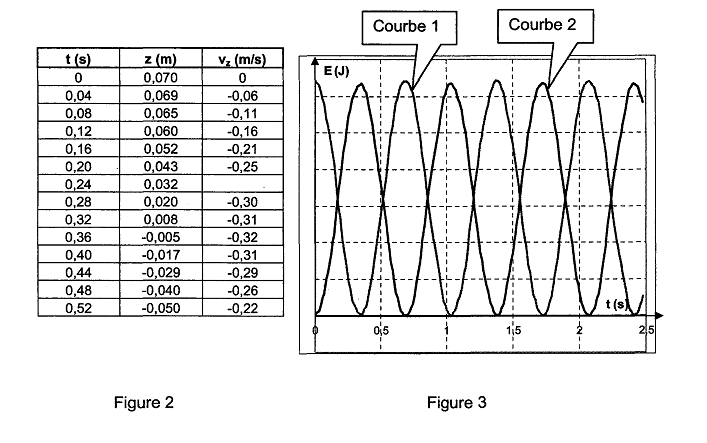 Courbe 1
Courbe 2
t (s) z (m) v_z (m/s)
0 0,070 0
0,04 0,069 -0,06
0,08 0,065 -0,11
0,12 0,060 -0,16
0,16 0,052 -0,21
0,20 0,043 -0,25
0,24 0,032
0,28 0,020 -0,30
0,32 0,008 -0,31
0,36 -0,005 -0,32
0,40 -0,017 -0,31
0,44 -0,029 -0,29
0,48 -0,040 -0,26
0,52 -0,050 -0,22
E (J)
t (s)
0 0,5 1 1,5 2 2,5
Figure 2
Figure 3